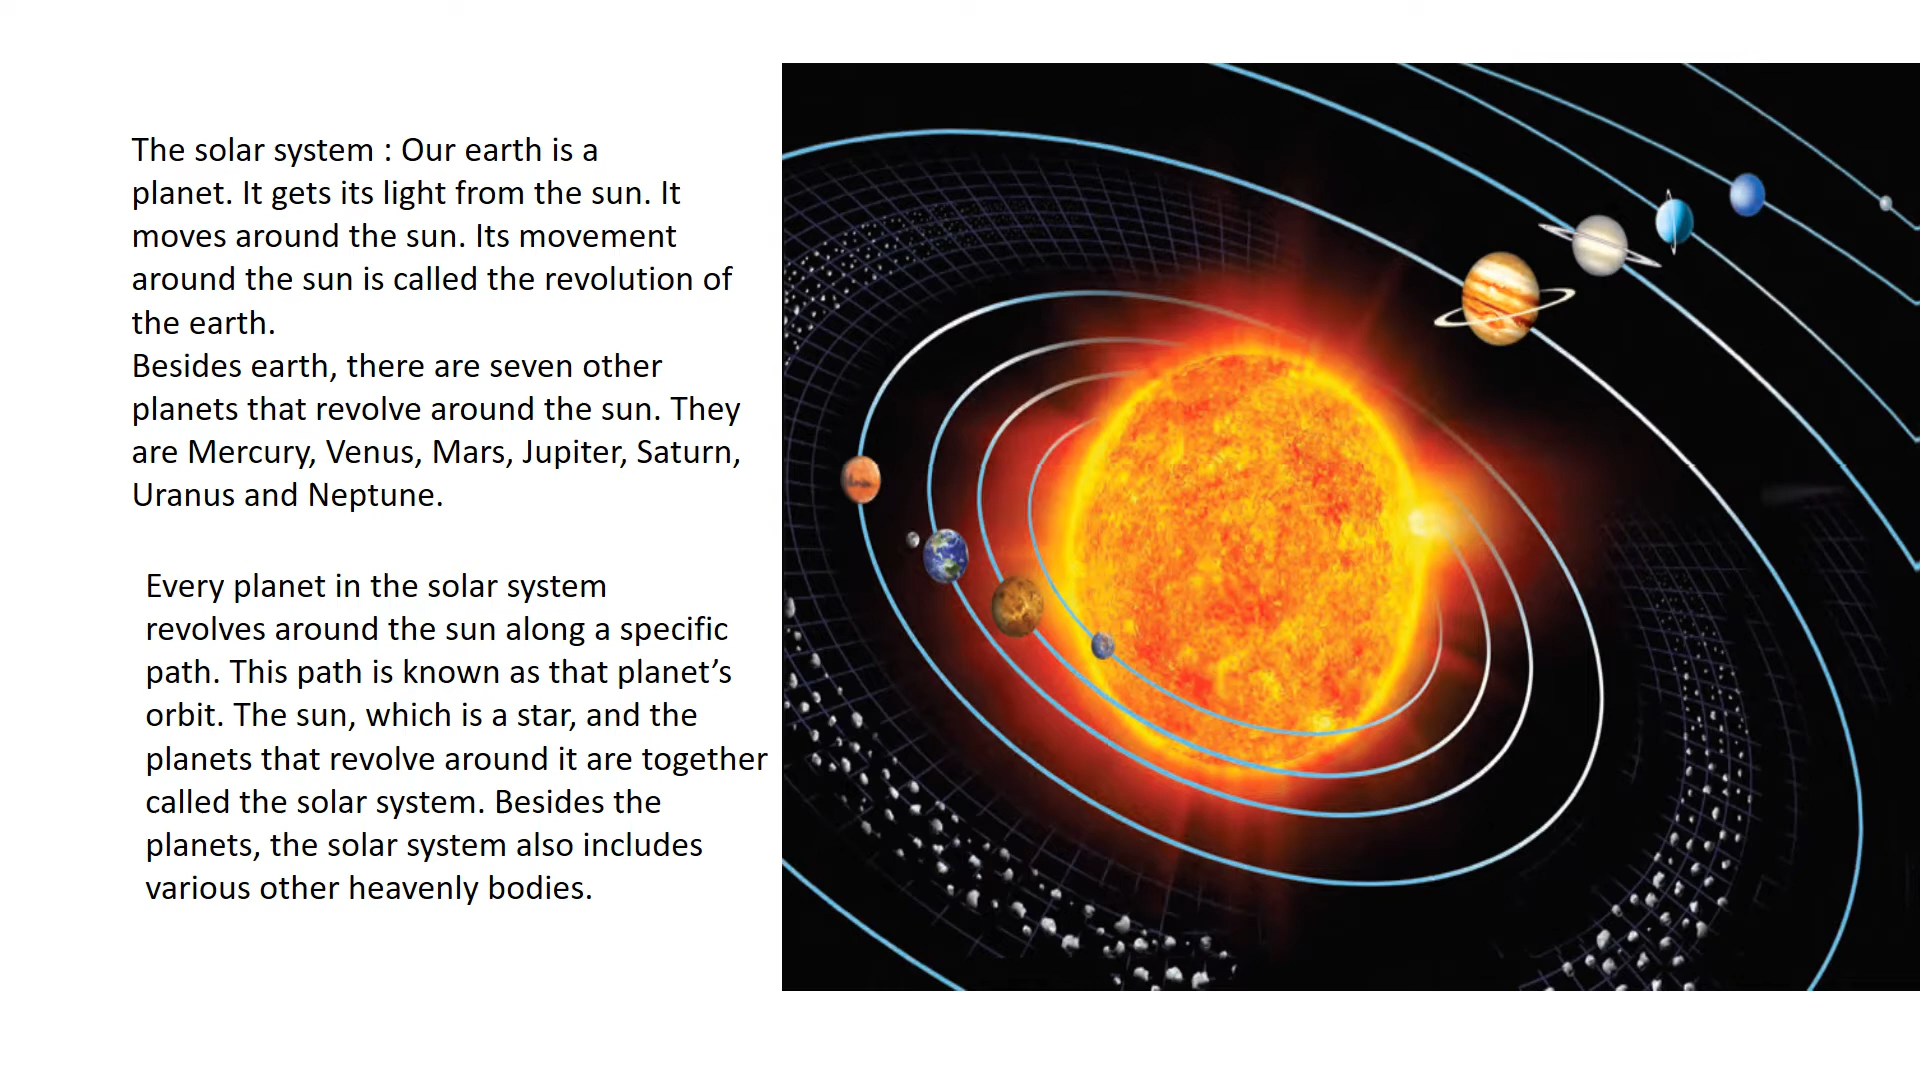 The solar system : Our earth is a
planet. It gets its light from the sun. It
moves around the sun. Its movement
around the sun is called the revolution of
the earth.
Besides earth, there are seven other
planets that revolve around the sun. They
are Mercury, Venus, Mars, Jupiter, Saturn,
Uranus and Neptune.
Every planet in the solar system
revolves around the sun along a specific
path. This path is known as that planet’s
orbit. The sun, which is a star, and the
planets that revolve around it are together
called the solar system. Besides the
planets, the solar system also includes
various other heavenly bodies.